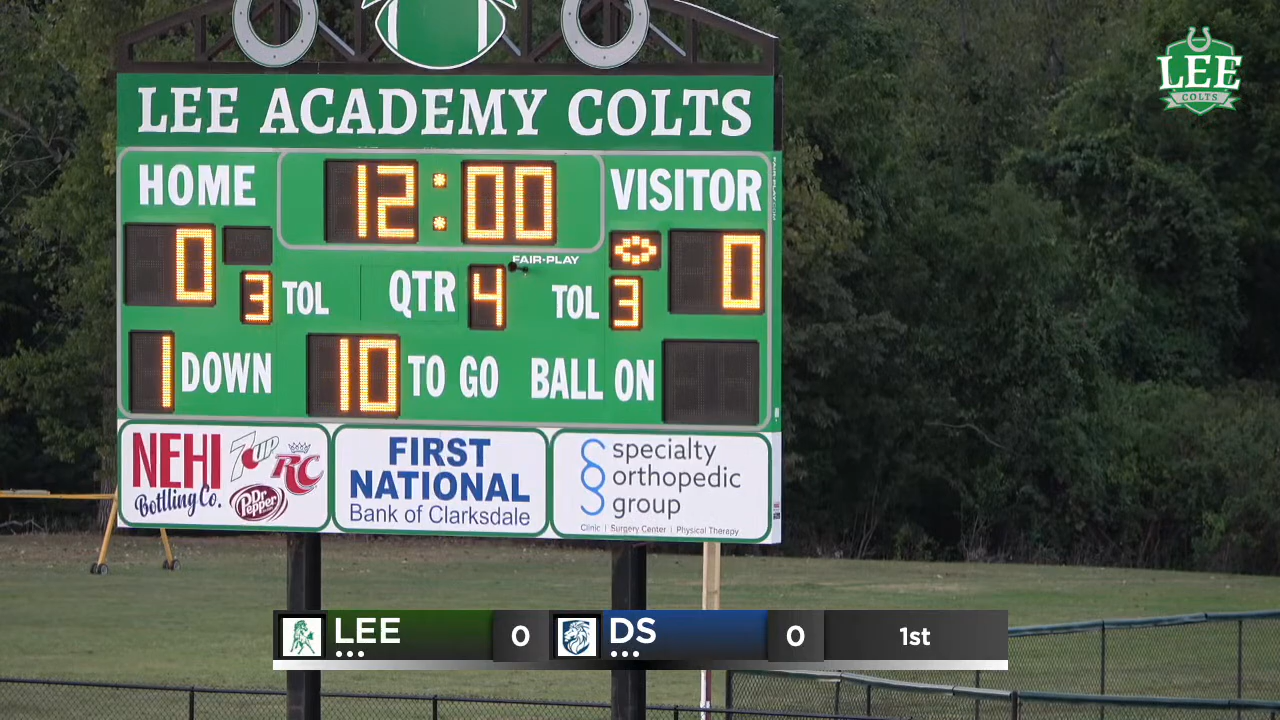 LEE
COLTS
LEE ACADEMY COLTS
HOME 12:00 VISITOR
0 0
FAIR-PLAY
3 TOL QTR 4 TOL 3
1 DOWN 10 TO GO BALL ON
NEHI
Bottling Co.
7UP
RC
Dr Pepper
FIRST
NATIONAL
Bank of Clarksdale
specialty
orthopedic
group
Clinic | Surgery Center | Physical Therapy
LEE 0 DS 0 1st